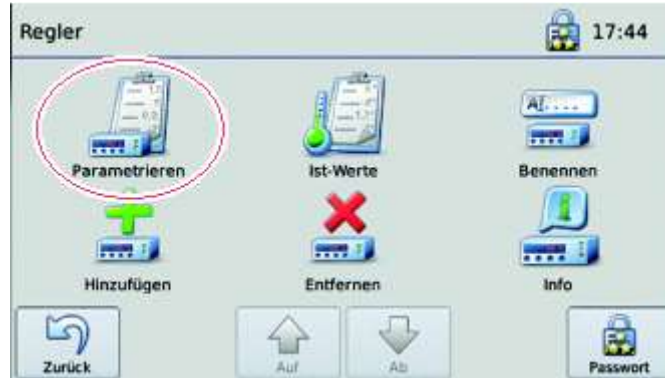 Regler 17:44
Parametrieren Ist-Werte Benennen
Hinzufügen Entfernen Info
Zurück Auf Ab Passwort